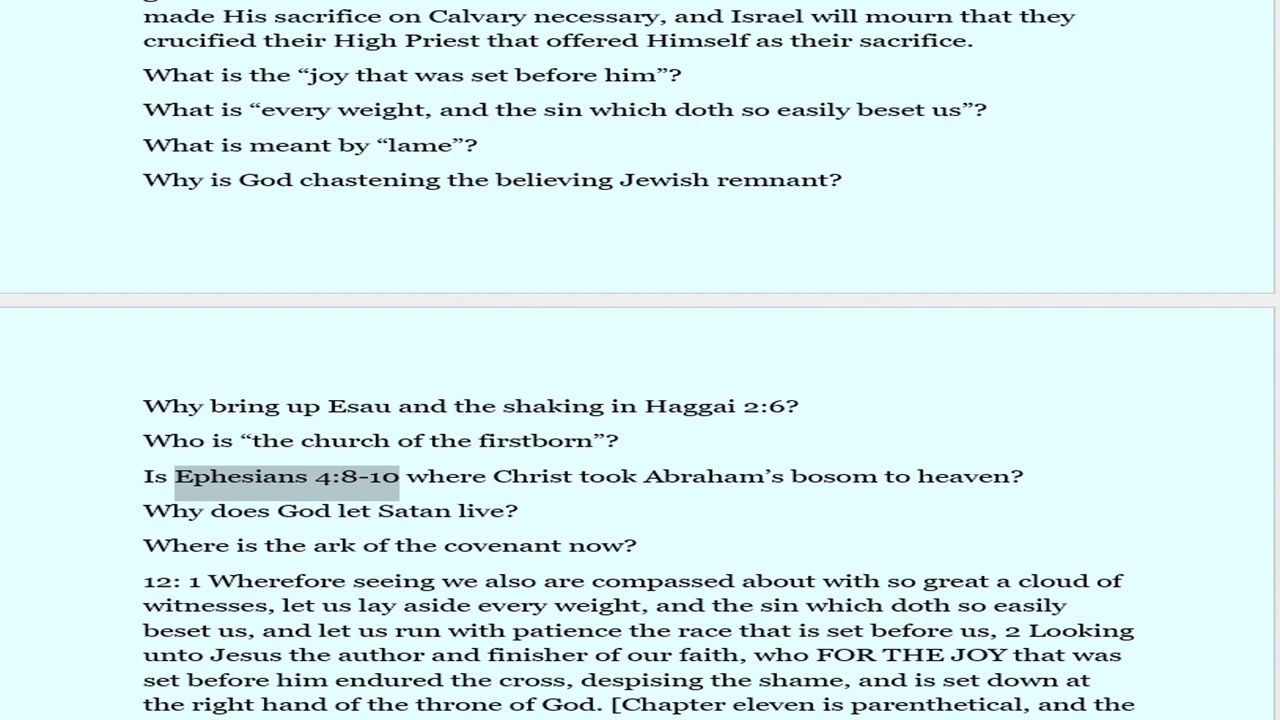 made His sacrifice on Calvary necessary, and Israel will mourn that they
crucified their High Priest that offered Himself as their sacrifice.
What is the “joy that was set before him”?
What is “every weight, and the sin which doth so easily beset us”?
What is meant by “lame”?
Why is God chastening the believing Jewish remnant?
Why bring up Esau and the shaking in Haggai 2:6?
Who is “the church of the firstborn”?
Is Ephesians 4:8-10 where Christ took Abraham’s bosom to heaven?
Why does God let Satan live?
Where is the ark of the covenant now?
12: 1 Wherefore seeing we also are compassed about with so great a cloud of
witnesses, let us lay aside every weight, and the sin which doth so easily
beset us, and let us run with patience the race that is set before us, 2 Looking
unto Jesus the author and finisher of our faith, who FOR THE JOY that was
set before him endured the cross, despising the shame, and is set down at
the right hand of the throne of God. [Chapter eleven is parenthetical, and the